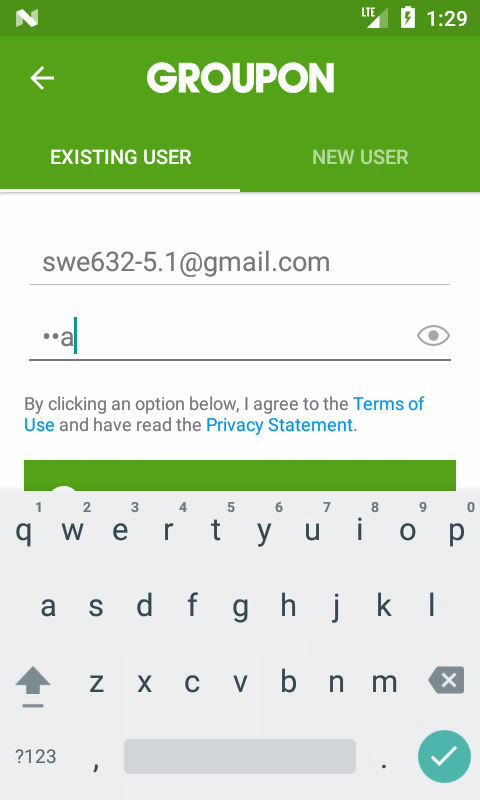 LTE 1:29
GROUPON
EXISTING USER NEW USER
swe632-5.1@gmail.com
••a
By clicking an option below, I agree to the Terms of
Use and have read the Privacy Statement.
1 2 3 4 5 6 7 8 9 0
q w e r t y u i o p
a s d f g h j k l
z x c v b n m
?123 , .